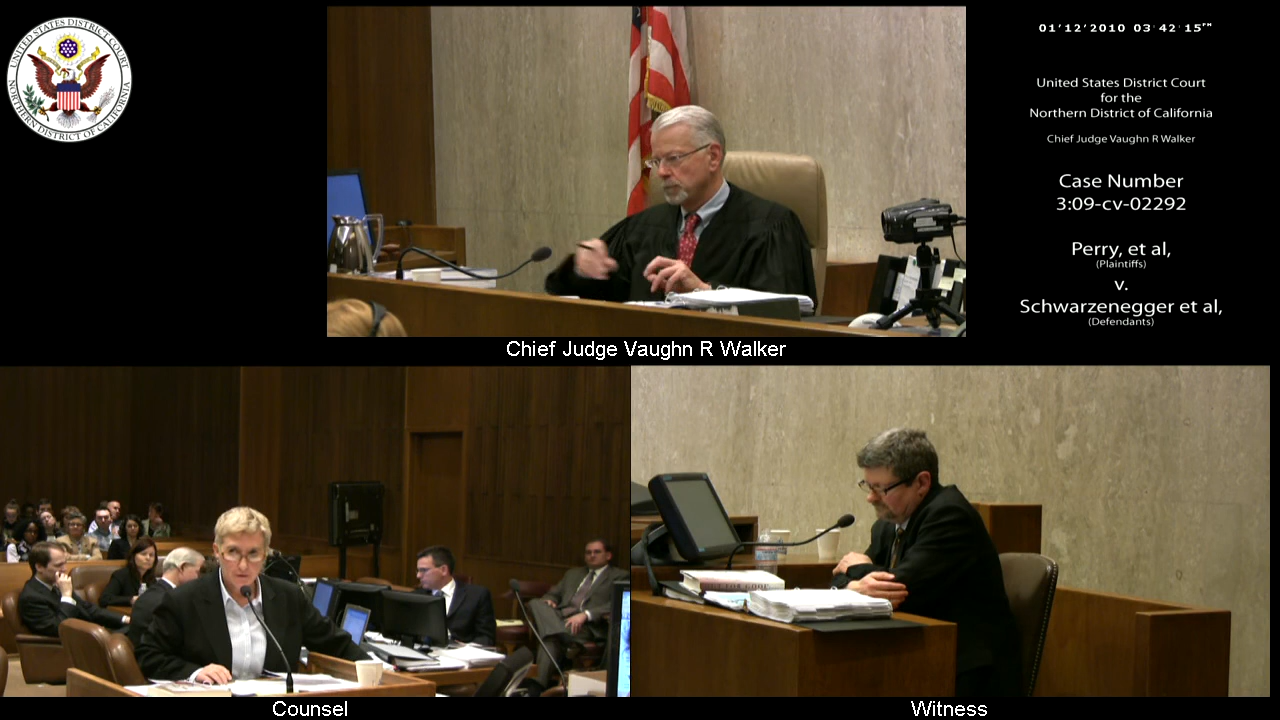 UNITED STATES DISTRICT COURT
NORTHERN DISTRICT OF CALIFORNIA
01'12'2010 03 42 15PM
United States District Court
for the
Northern District of California
Chief Judge Vaughn R Walker
Case Number
3:09-cv-02292
Perry, et al,
(Plaintiffs)
v.
Schwarzenegger et al,
(Defendants)
Chief Judge Vaughn R Walker
Counsel
Witness